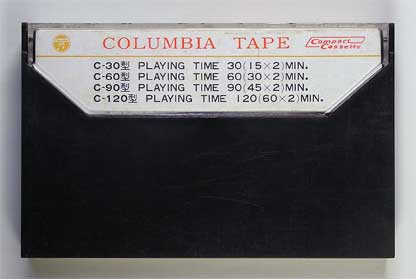 COLUMBIA TAPE
Compact Cassette
C-30型 PLAYING TIME 30(15×2)MIN.
C-60型 PLAYING TIME 60(30×2)MIN.
C-90型 PLAYING TIME 90(45×2)MIN.
C-120型 PLAYING TIME 120(60×2)MIN.